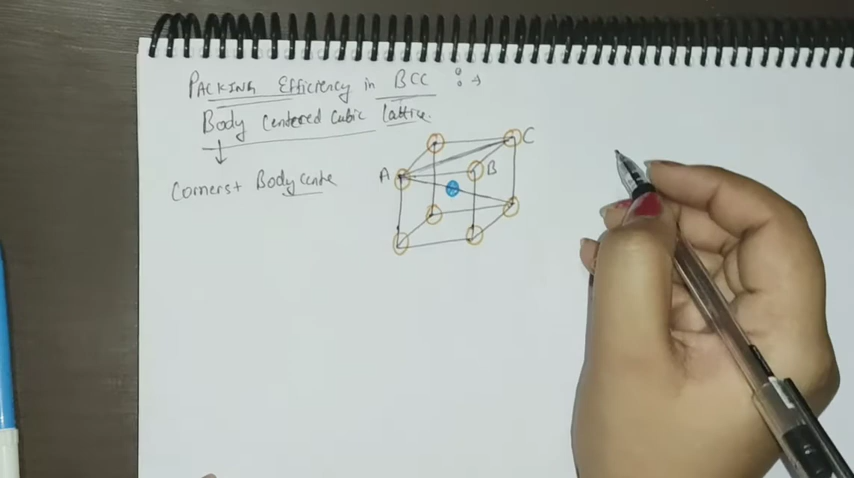 PACKING Efficiency in BCC :→
Body Centered Cubic lattice.
Corners + Body centre
A
B
C